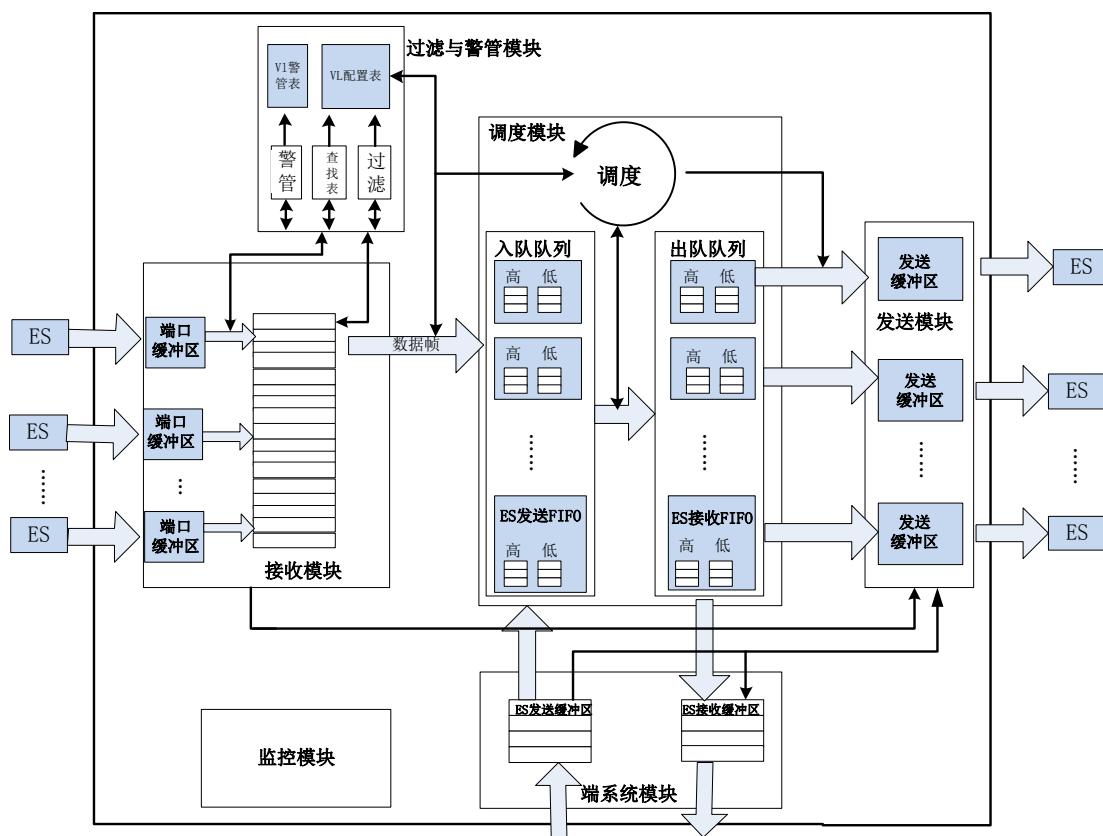 过滤与警管模块
V1警
管表
VL配置表
警管
查找表
过滤
调度模块
调度
入队队列
出队队列
高 低
高 低
高 低
高 低
ES发送FIFO
高 低
ES接收FIFO
高 低
发送
缓冲区
发送模块
发送
缓冲区
发送
缓冲区
ES
ES
ES
ES
ES
ES
端口
缓冲区
端口
缓冲区
端口
缓冲区
接收模块
数据帧
ES发送缓冲区
ES接收缓冲区
端系统模块
监控模块